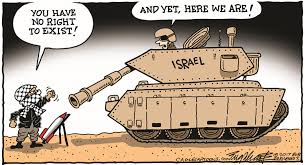 YOU HAVE
NO RIGHT
TO EXIST!
AND YET, HERE WE ARE!
ISRAEL